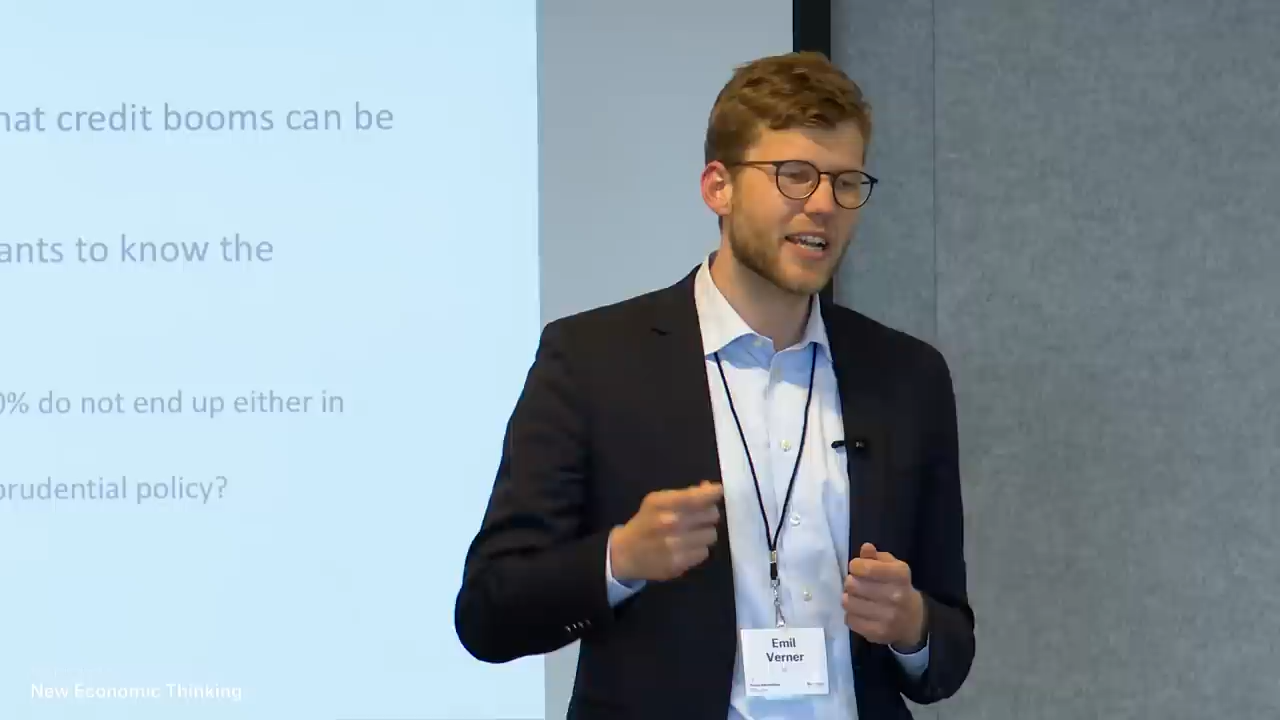 hat credit booms can be
ants to know the
0% do not end up either in
prudential policy?
New Economic Thinking
Emil
Verner